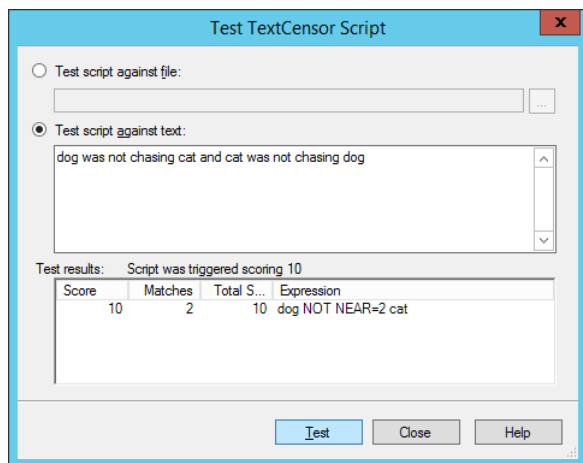 Test TextCensor Script
x
Test script against file:
...
Test script against text:
dog was not chasing cat and cat was not chasing dog
Test results: Script was triggered scoring 10
Score Matches Total S... Expression
10 2 10 dog NOT NEAR=2 cat
Test Close Help